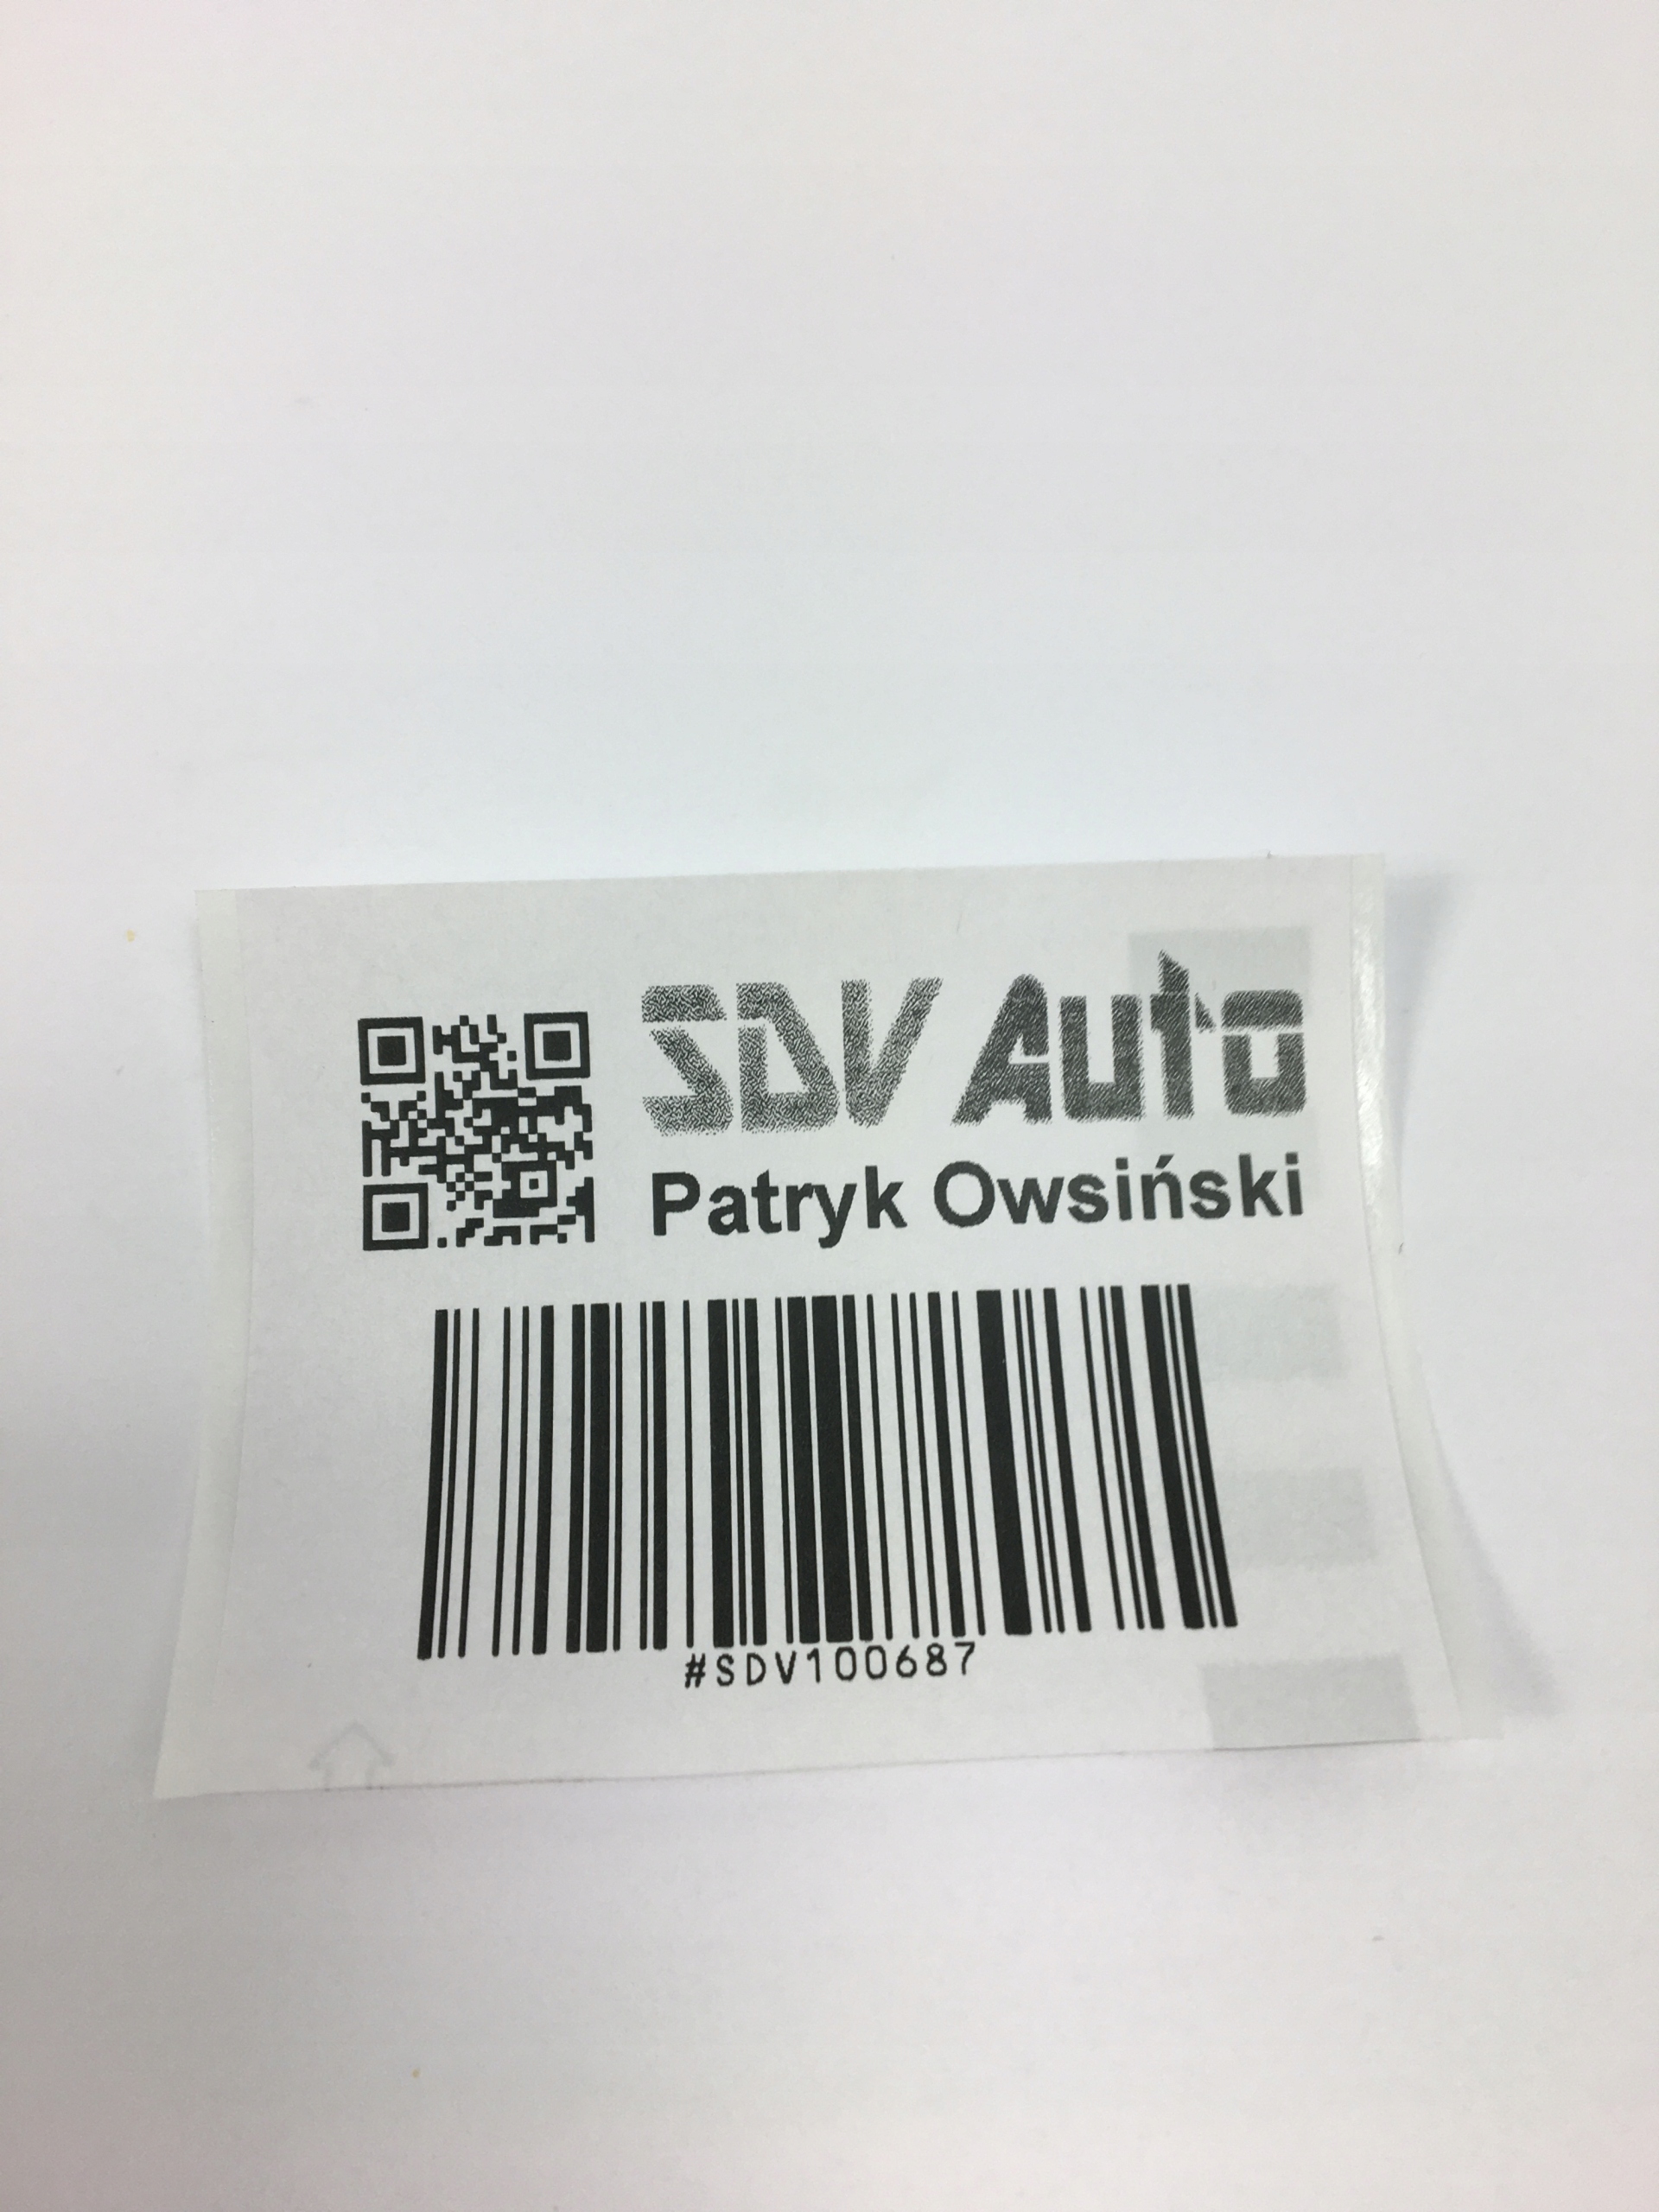 SDV Auto
Patryk Owsiński
#SDV100687